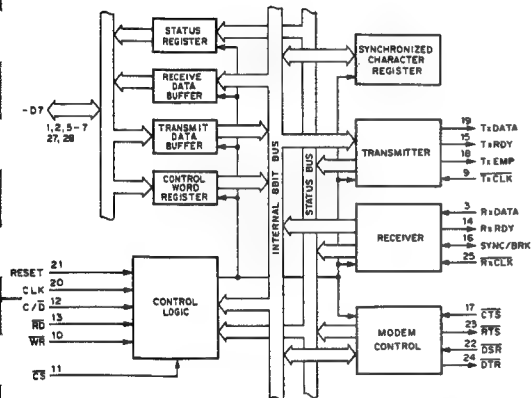 STATUS
REGISTER
RECEIVE
DATA
BUFFER
TRANSMIT
DATA
BUFFER
CONTROL
WORD
REGISTER
-D7
1, 2, 5-7
27, 28
INTERNAL 8BIT BUS
STATUS BUS
SYNCHRONIZED
CHARACTER
REGISTER
TRANSMITTER
19 TxDATA
15 TxRDY
18 TxEMP
9 TxCLK
RECEIVER
3 RxDATA
14 RxRDY
16 SYNC/BRK
25 RxCLK
MODEM
CONTROL
17 CTS
23 RTS
22 DSR
24 DTR
CONTROL
LOGIC
RESET 21
CLK 20
C/D 12
RD 13
WR 10
CS 11